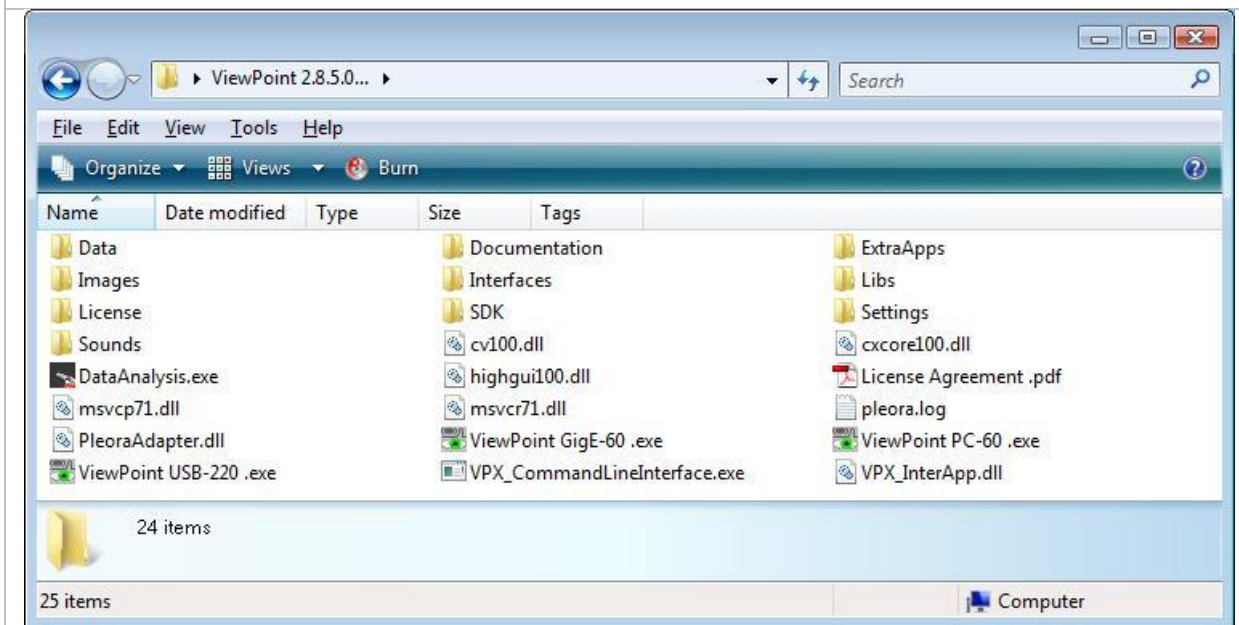 ViewPoint 2.8.5.0... Search
File Edit View Tools Help
Organize Views Burn
Name Date modified Type Size Tags
Data Documentation ExtraApps
Images Interfaces Libs
License SDK Settings
Sounds cv100.dll cxcore100.dll
DataAnalysis.exe highgui100.dll License Agreement .pdf
msvcp71.dll msvcr71.dll pleora.log
PleoraAdapter.dll ViewPoint GigE-60 .exe ViewPoint PC-60 .exe
ViewPoint USB-220 .exe VPX_CommandLineInterface.exe VPX_InterApp.dll
24 items
25 items Computer